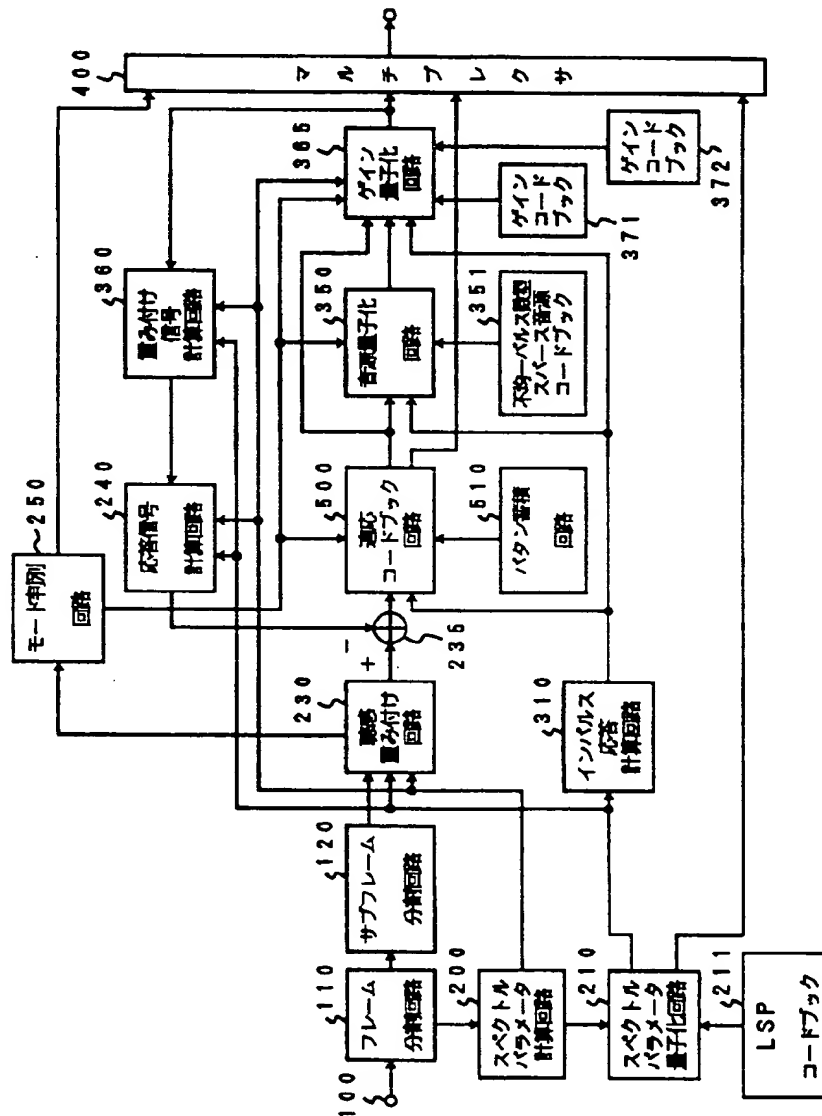 100
110
フレーム
分割回路
120
サブフレーム
分割回路
200
スペクトル
パラメータ
計算回路
210
スペクトル
パラメータ
量子化回路
211
LSP
コードブック
230
聴感
重み付け
回路
+
−
235
250
モード判別
回路
240
応答信号
計算回路
360
重み付け
信号
計算回路
310
インパルス
応答
計算回路
500
適応
コードブック
回路
510
パタン蓄積
回路
350
音源量子化
回路
351
不均一パルス数型
スパース音源
コードブック
365
ゲイン
量子化
回路
371
ゲイン
コード
ブック
372
ゲイン
コード
ブック
400
マルチプレクサ